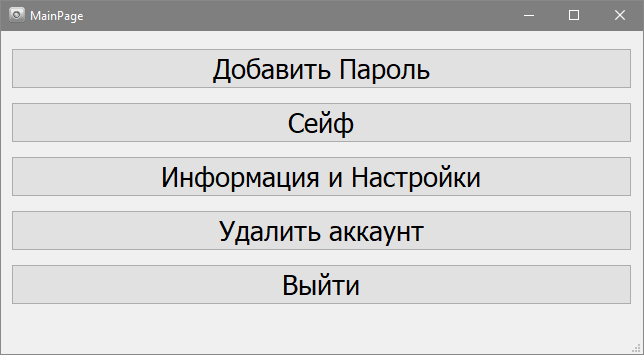 MainPage
Добавить Пароль
Сейф
Информация и Настройки
Удалить аккаунт
Выйти